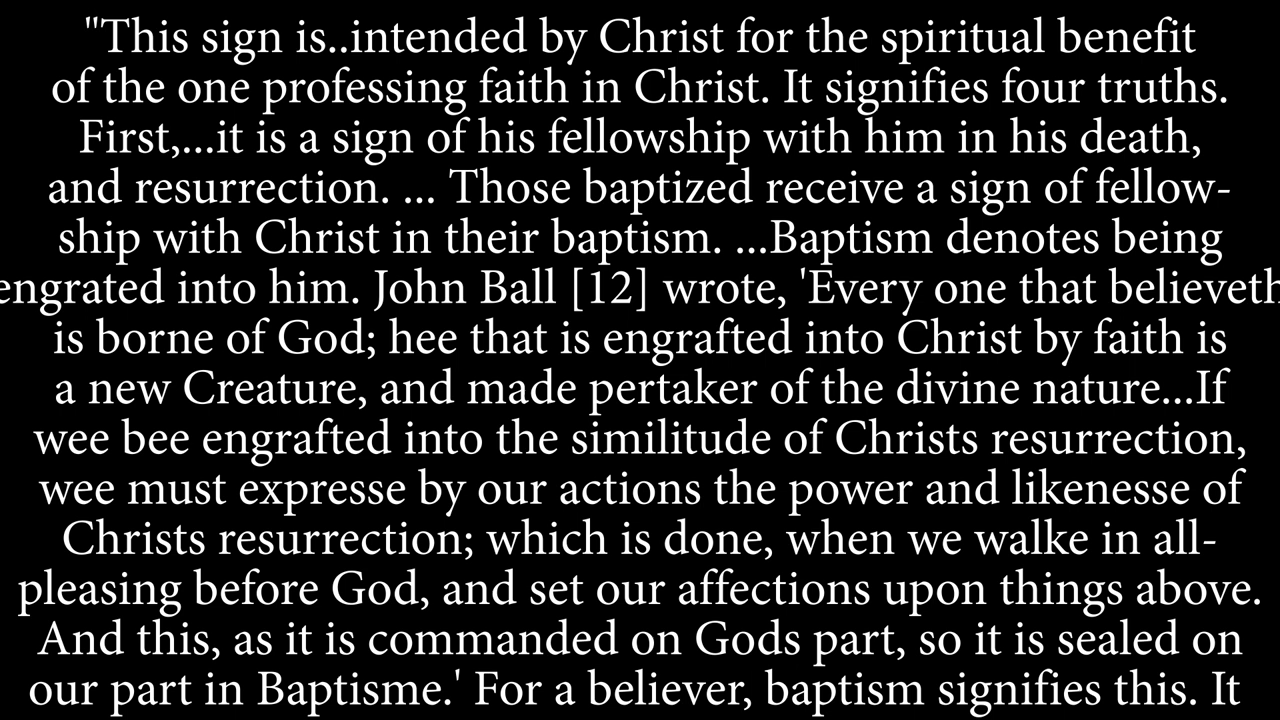 "This sign is..intended by Christ for the spiritual benefit
of the one professing faith in Christ. It signifies four truths.
First,...it is a sign of his fellowship with him in his death,
and resurrection. ... Those baptized receive a sign of fellow-
ship with Christ in their baptism. ...Baptism denotes being
engrated into him. John Ball [12] wrote, 'Every one that believeth
is borne of God; hee that is engrafted into Christ by faith is
a new Creature, and made pertaker of the divine nature...If
wee bee engrafted into the similitude of Christs resurrection,
wee must expresse by our actions the power and likenesse of
Christs resurrection; which is done, when we walke in all-
pleasing before God, and set our affections upon things above.
And this, as it is commanded on Gods part, so it is sealed on
our part in Baptisme.' For a believer, baptism signifies this. It